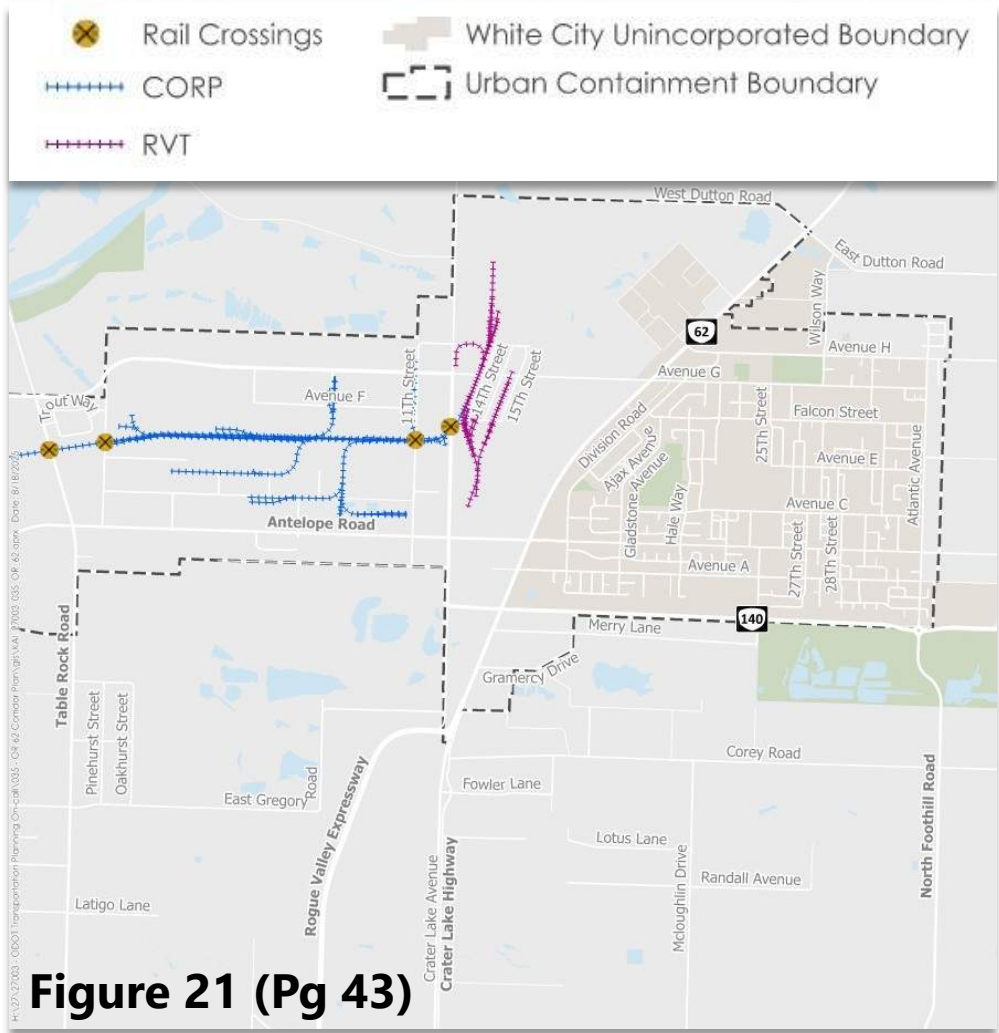 Rail Crossings
White City Unincorporated Boundary
CORP
Urban Containment Boundary
RVT
West Dutton Road
East Dutton Road
Wilson Way
62
Avenue H
11Th Street
14Th Street
15Th Street
Avenue G
Avenue F
Trout Way
25Th Street
Falcon Street
Division Road
Ajax Avenue
Gladstone Avenue
Hale Way
Avenue E
Atlantic Avenue
Avenue C
Antelope Road
27Th Street
28Th Street
Avenue A
140
Merry Lane
Table Rock Road
Gramercy Drive
Pinehurst Street
Oakhurst Street
Corey Road
East Gregory Road
Fowler Lane
Rogue Valley Expressway
North Foothill Road
Lotus Lane
Mcloughlin Drive
Randall Avenue
Crater Lake Avenue
Crater Lake Highway
Latigo Lane
Figure 21 (Pg 43)